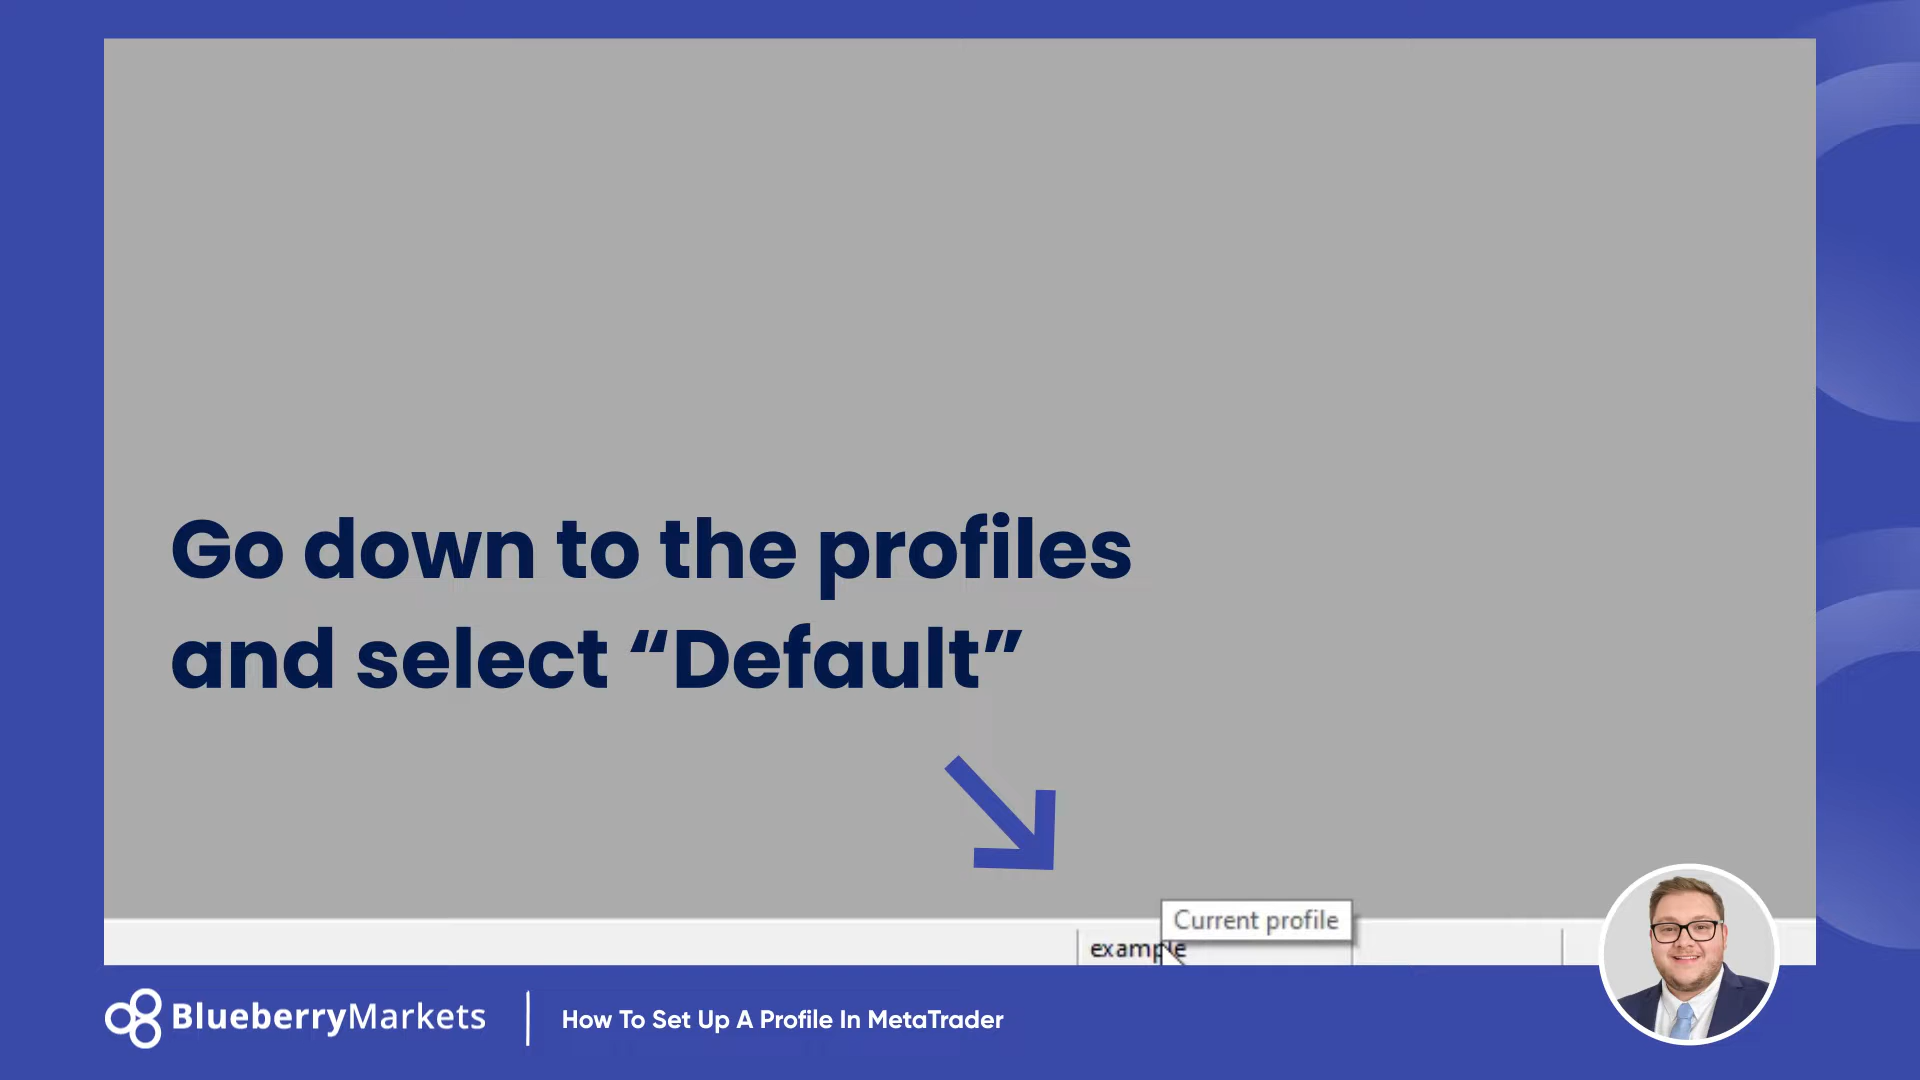 Go down to the profiles
and select “Default”
Current profile
example
BlueberryMarkets
How To Set Up A Profile In MetaTrader